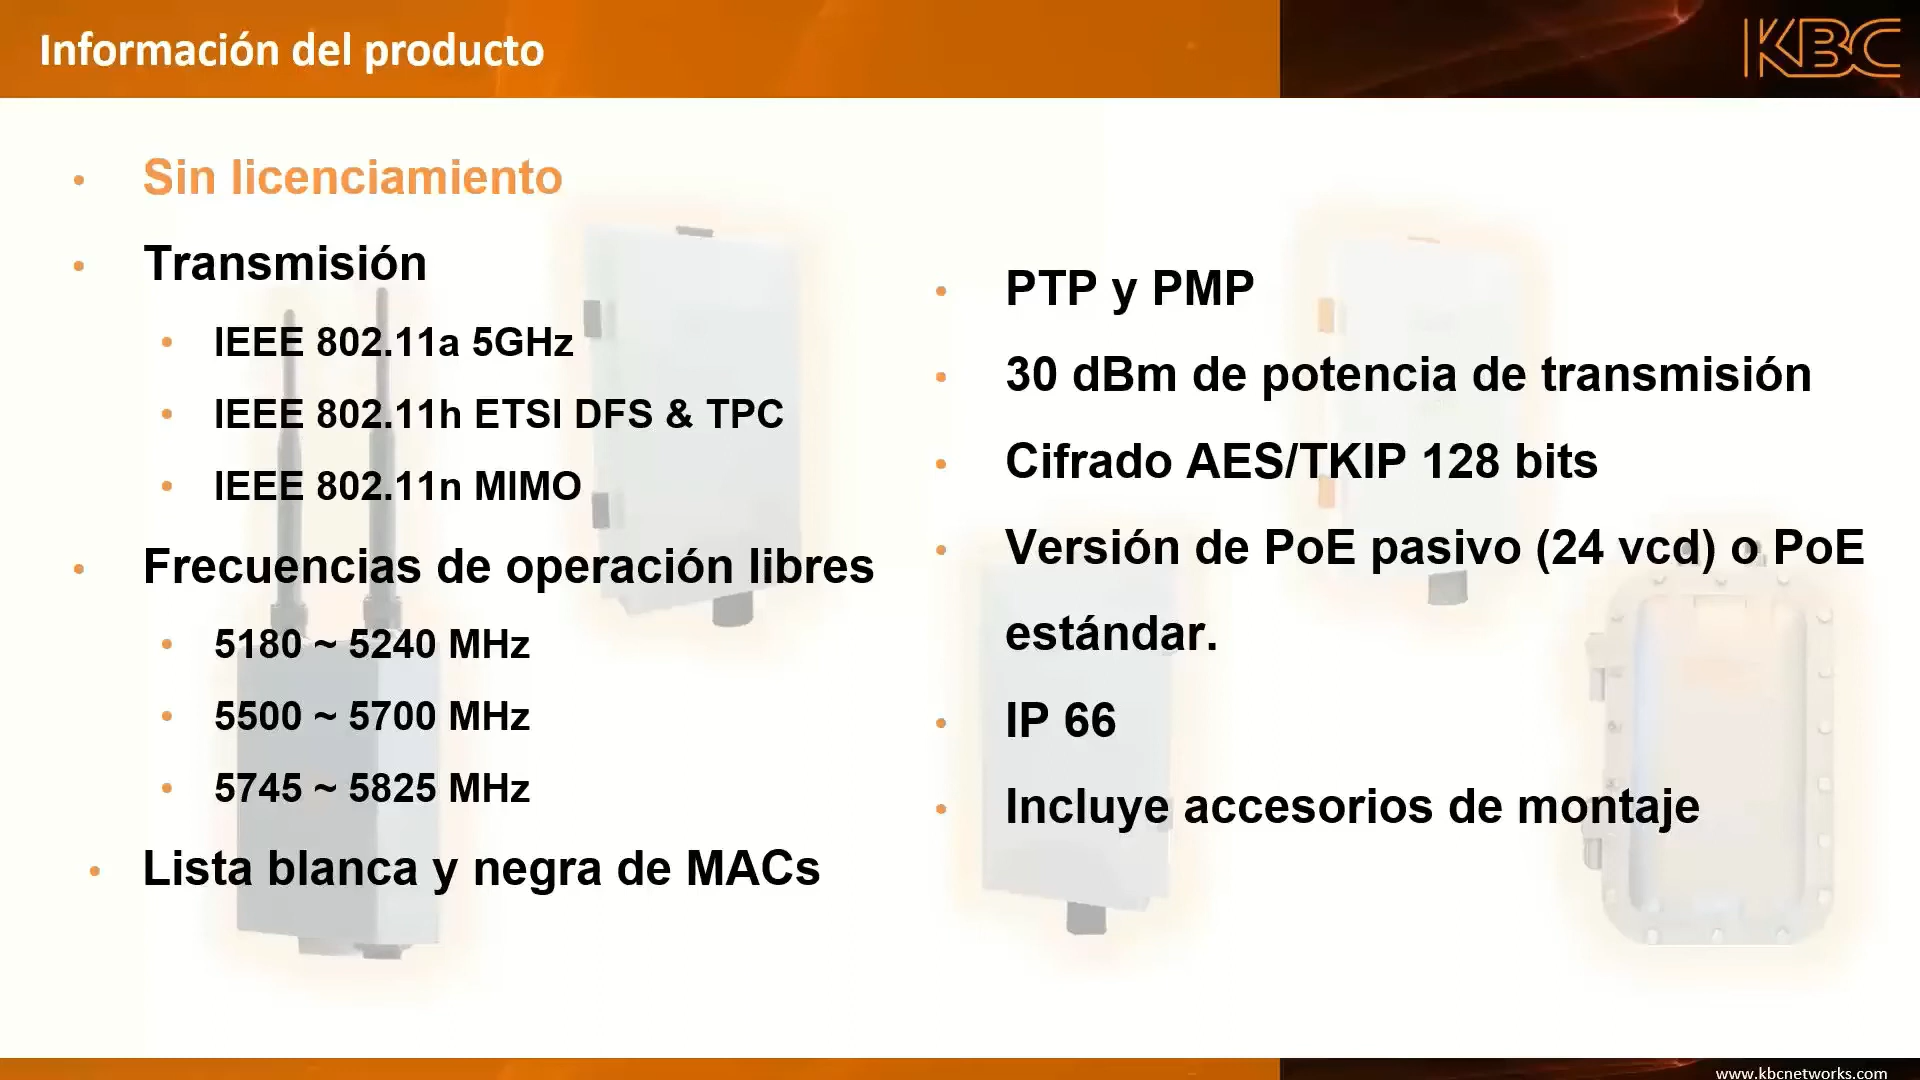 Información del producto
KBC
Sin licenciamiento
Transmisión
IEEE 802.11a 5GHz
IEEE 802.11h ETSI DFS & TPC
IEEE 802.11n MIMO
Frecuencias de operación libres
5180 ~ 5240 MHz
5500 ~ 5700 MHz
5745 ~ 5825 MHz
Lista blanca y negra de MACs
PTP y PMP
30 dBm de potencia de transmisión
Cifrado AES/TKIP 128 bits
Versión de PoE pasivo (24 vcd) o PoE
estándar.
IP 66
Incluye accesorios de montaje
www.kbcnetworks.com